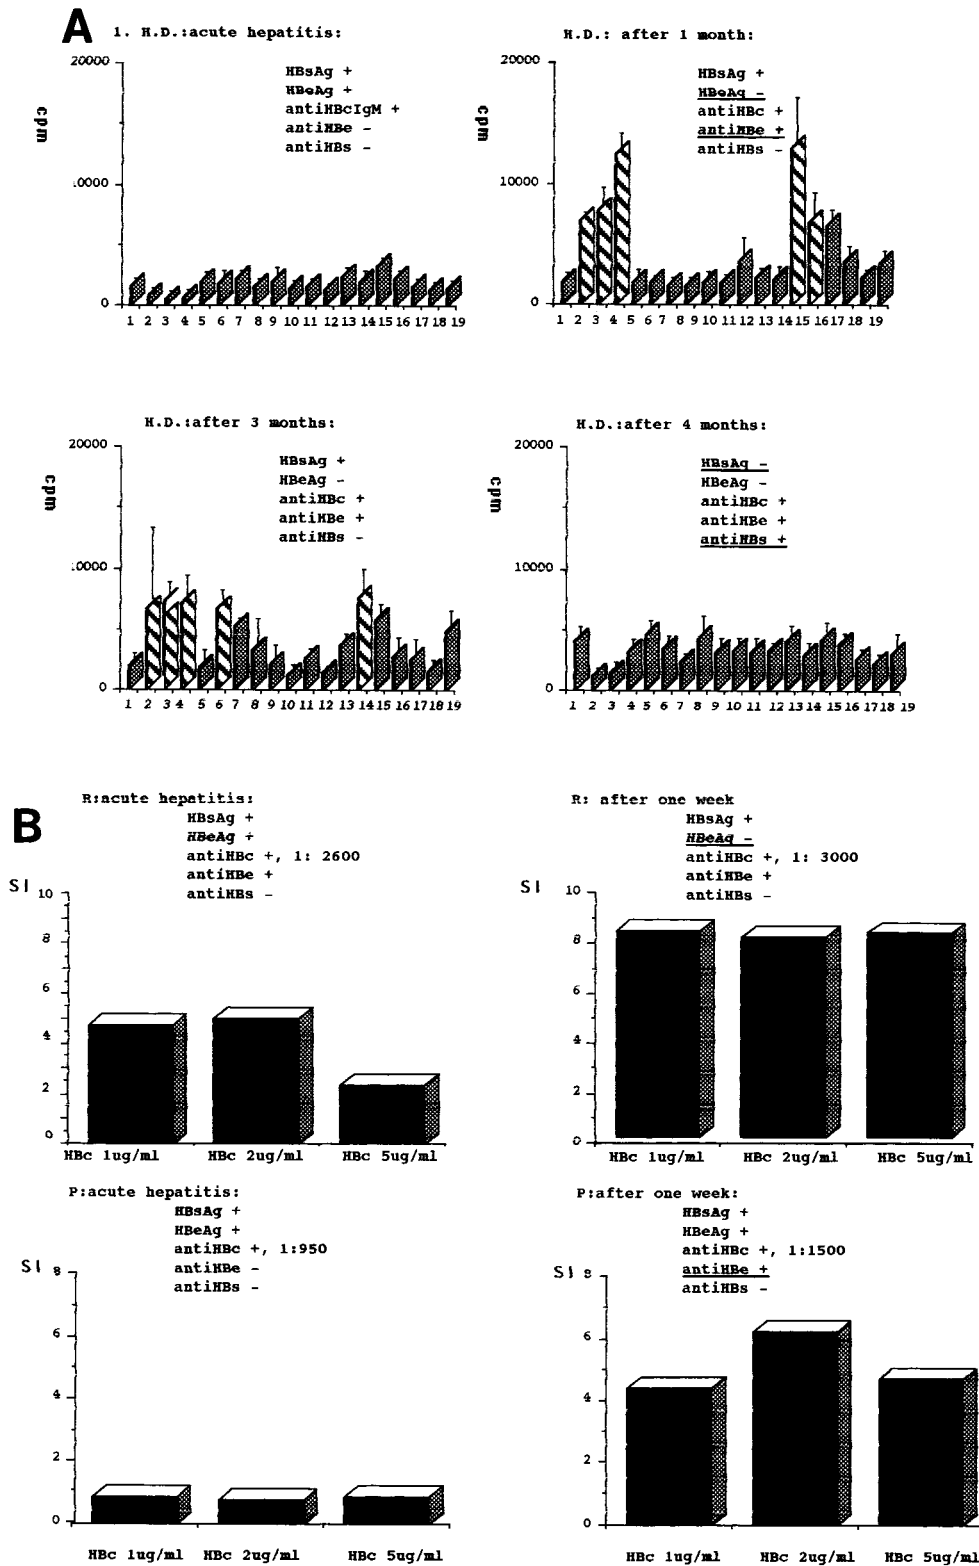 A
1. H.D.:acute hepatitis:
HBsAg +
HBeAg +
antiHBcIgM +
antiHBe -
antiHBs -
cpm
20000
10000
0
1 2 3 4 5 6 7 8 9 10 11 12 13 14 15 16 17 18 19
H.D.: after 1 month:
HBsAg +
HBeAg -
antiHBc +
antiHBe +
antiHBs -
cpm
20000
10000
0
1 2 3 4 5 6 7 8 9 10 11 12 13 14 15 16 17 18 19
H.D.:after 3 months:
HBsAg +
HBeAg -
antiHBc +
antiHBe +
antiHBs -
cpm
20000
10000
0
1 2 3 4 5 6 7 8 9 10 11 12 13 14 15 16 17 18 19
H.D.:after 4 months:
HBsAg -
HBeAg -
antiHBc +
antiHBe +
antiHBs +
cpm
20000
10000
0
1 2 3 4 5 6 7 8 9 10 11 12 13 14 15 16 17 18 19
B
R:acute hepatitis:
HBsAg +
HBeAg +
antiHBc +, 1: 2600
antiHBe +
antiHBs -
SI
10
8
6
4
2
0
HBc 1ug/ml HBc 2ug/ml HBc 5ug/ml
R: after one week
HBsAg +
HBeAg -
antiHBc +, 1: 3000
antiHBe +
antiHBs -
SI
10
8
6
4
2
0
HBc 1ug/ml HBc 2ug/ml HBc 5ug/ml
P:acute hepatitis:
HBsAg +
HBeAg +
antiHBc +, 1:950
antiHBe -
antiHBs -
SI
8
6
4
2
0
HBc 1ug/ml HBc 2ug/ml HBc 5ug/ml
P:after one week:
HBsAg +
HBeAg +
antiHBc +, 1:1500
antiHBe +
antiHBs -
SI
8
6
4
2
0
HBc 1ug/ml HBc 2ug/ml HBc 5ug/ml